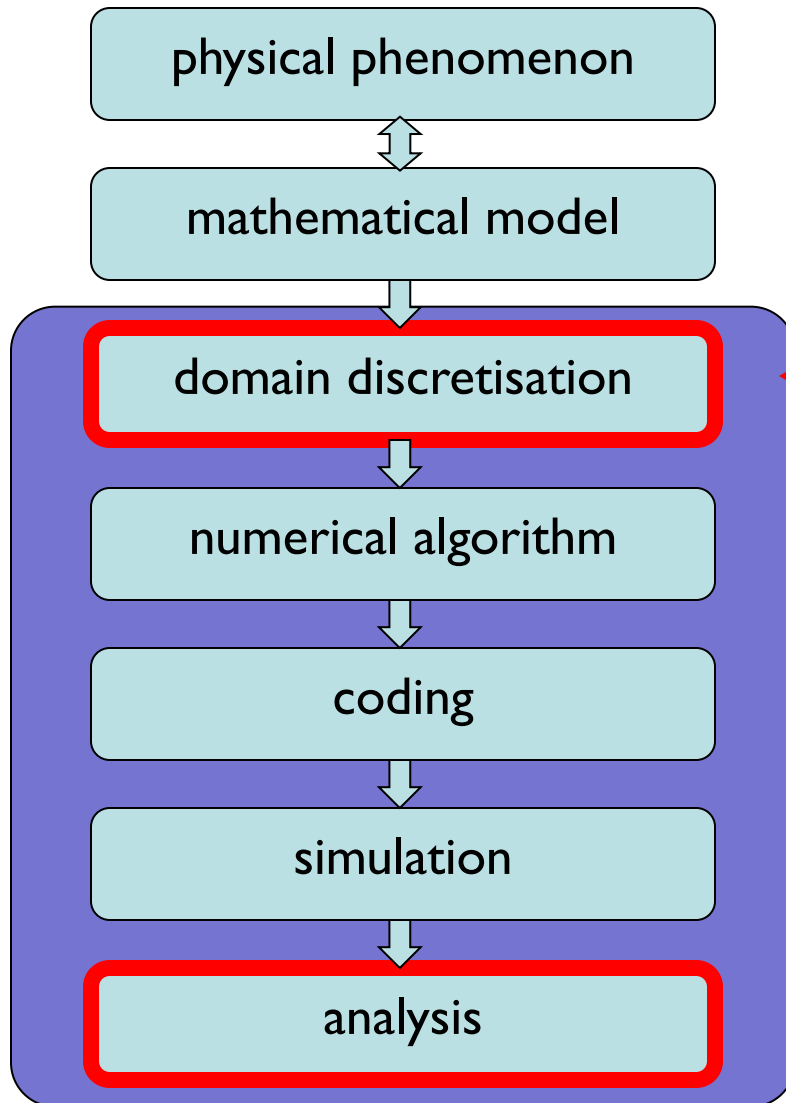 physical phenomenon
mathematical model
domain discretisation
numerical algorithm
coding
simulation
analysis